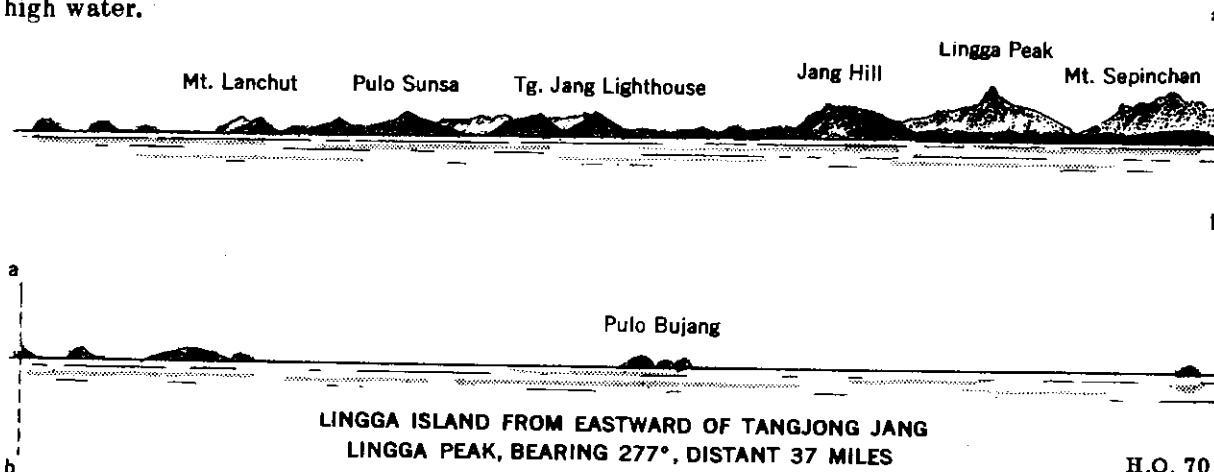 high water.
Lingga Peak
Mt. Lanchut Pulo Sunsa Tg. Jang Lighthouse Jang Hill Mt. Sepinchan
a
Pulo Bujang
LINGGA ISLAND FROM EASTWARD OF TANGJONG JANG
LINGGA PEAK, BEARING 277°, DISTANT 37 MILES
b
H.O. 70